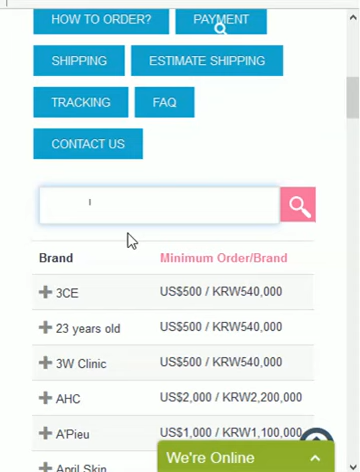 HOW TO ORDER? PAYMENT
SHIPPING ESTIMATE SHIPPING
TRACKING FAQ
CONTACT US
Brand Minimum Order/Brand
3CE US$500 / KRW540,000
23 years old US$500 / KRW540,000
3W Clinic US$500 / KRW540,000
AHC US$2,000 / KRW2,200,000
A'Pieu US$1,000 / KRW1,100,000
April Skin
We're Online